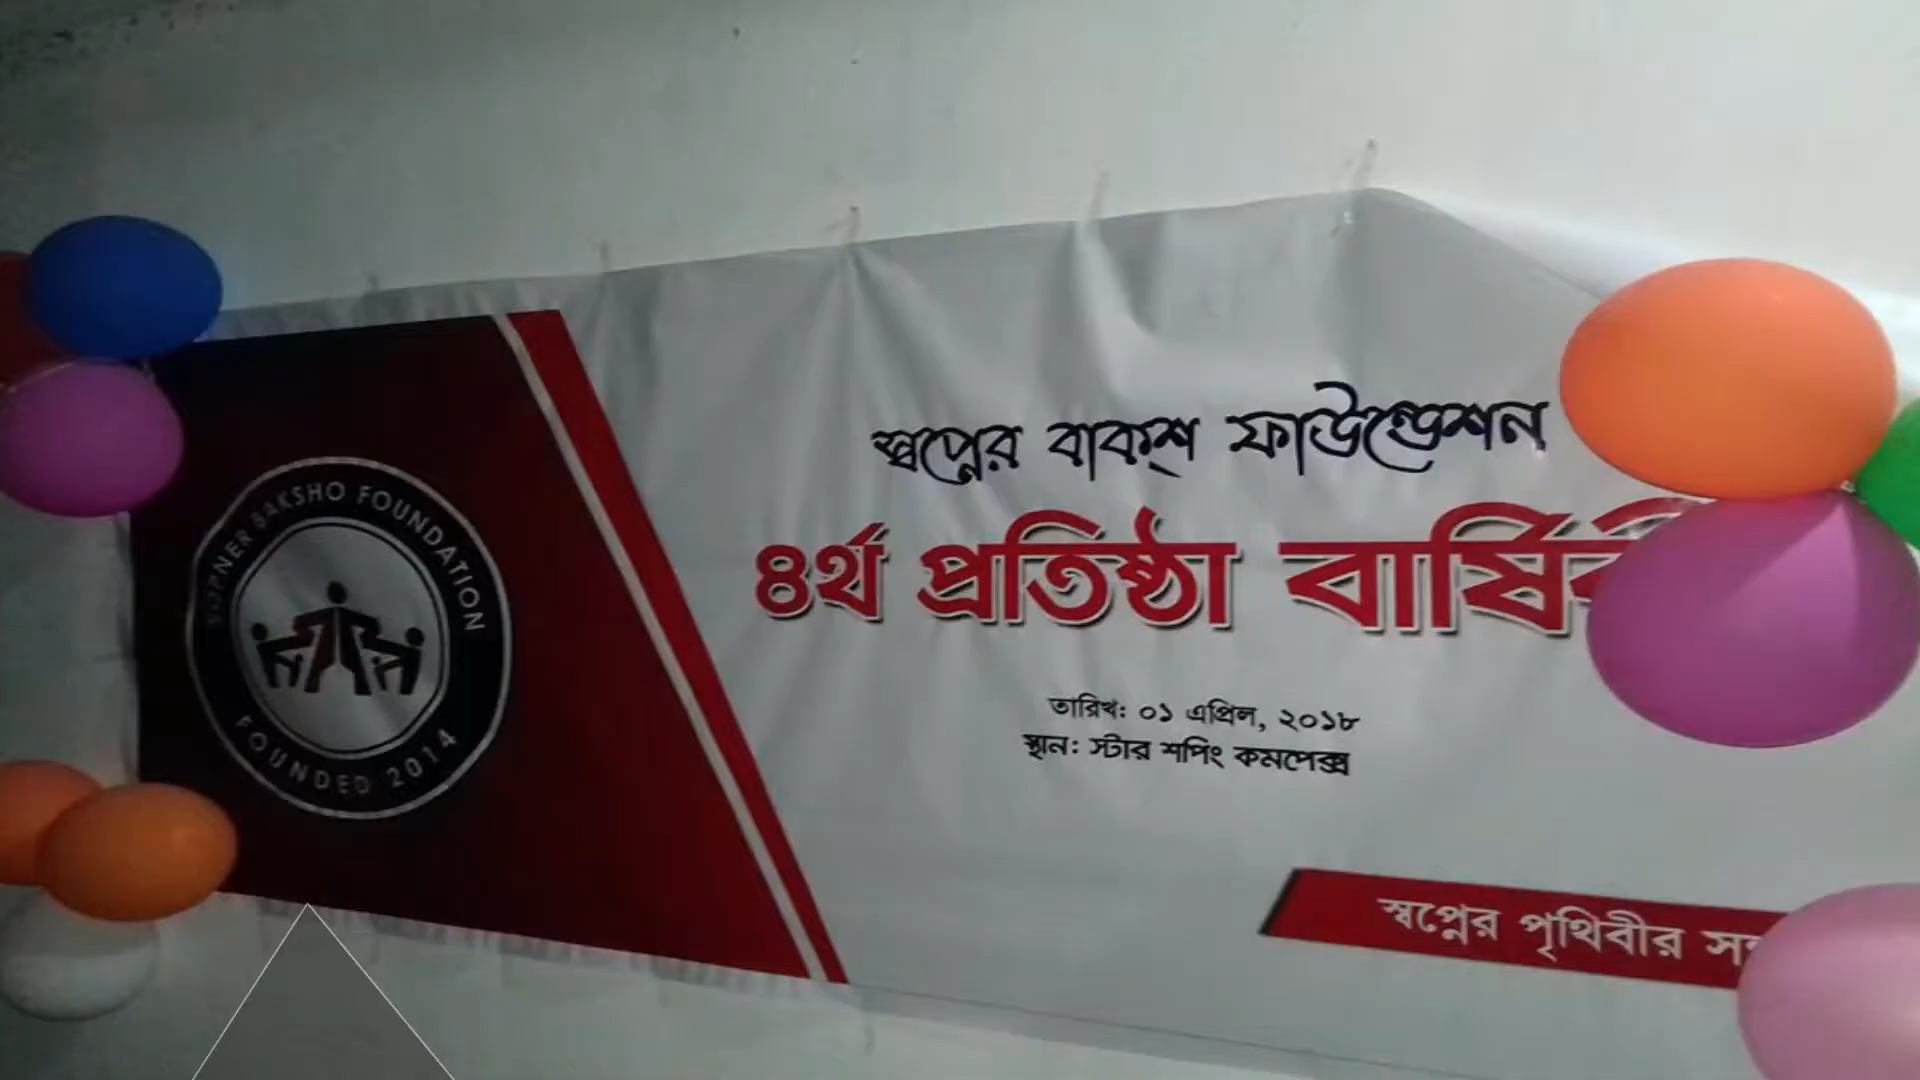 SOPNER BAKSHO FOUNDATION
FOUNDED 2014
স্বপ্নের বাক্‌শ ফাউন্ডেশন
৪র্থ প্রতিষ্ঠা
তারিখ: ০১ এপ্রিল, ২০১৮
স্থান: স্টার শপিং কমপেক্স
স্বপ্নের পৃথিবীর